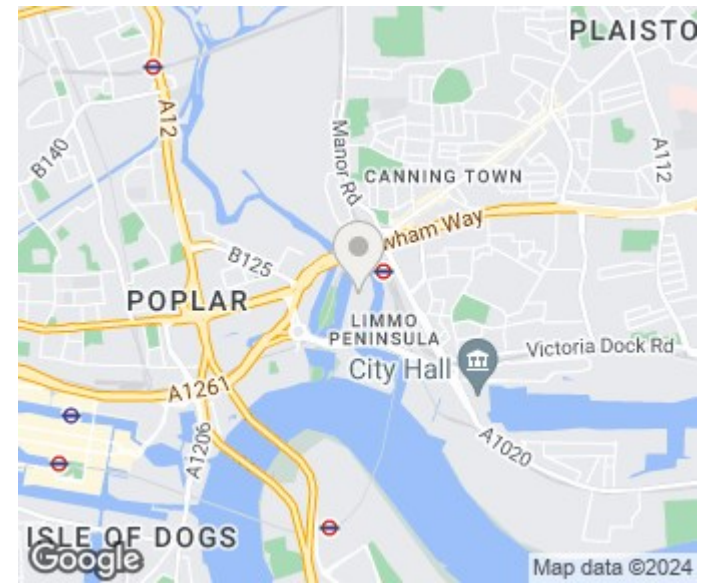 PLAISTO
A12
B140
Manor Rd
A112
CANNING TOWN
wham Way
B125
POPLAR
LIMMO
PENINSULA
City Hall
Victoria Dock Rd
A1261
A1206
A1020
ISLE OF DOGS
Google
Map data ©2024